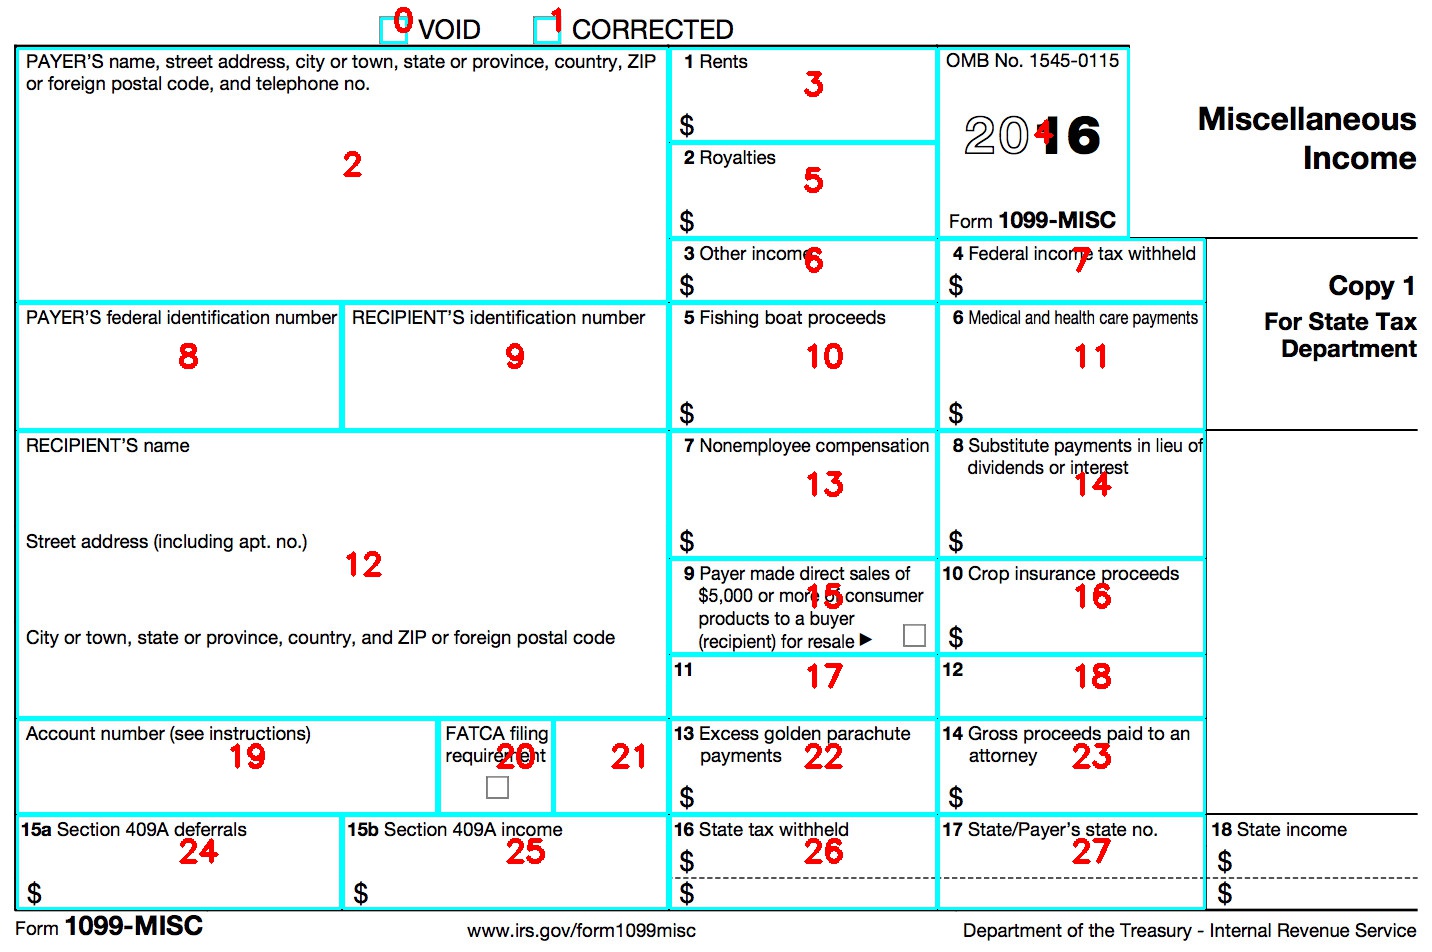 0 VOID 1 CORRECTED
PAYER'S name, street address, city or town, state or province, country, ZIP
or foreign postal code, and telephone no.
2
1 Rents
3
$
OMB No. 1545-0115
2016
4
Form 1099-MISC
Miscellaneous
Income
2 Royalties
5
$
3 Other income
6
$
4 Federal income tax withheld
7
$
Copy 1
For State Tax
Department
PAYER'S federal identification number
8
RECIPIENT'S identification number
9
5 Fishing boat proceeds
10
$
6 Medical and health care payments
11
$
RECIPIENT'S name
Street address (including apt. no.)
12
City or town, state or province, country, and ZIP or foreign postal code
7 Nonemployee compensation
13
$
8 Substitute payments in lieu of
dividends or interest
14
$
9 Payer made direct sales of
$5,000 or more of consumer
15
products to a buyer
(recipient) for resale ▶
10 Crop insurance proceeds
16
$
11
17
12
18
Account number (see instructions)
19
FATCA filing
requirement
20
21
13 Excess golden parachute
payments
22
$
14 Gross proceeds paid to an
attorney
23
$
15a Section 409A deferrals
24
$
15b Section 409A income
25
$
16 State tax withheld
26
$
$
17 State/Payer's state no.
27
18 State income
$
$
Form 1099-MISC
www.irs.gov/form1099misc
Department of the Treasury - Internal Revenue Service